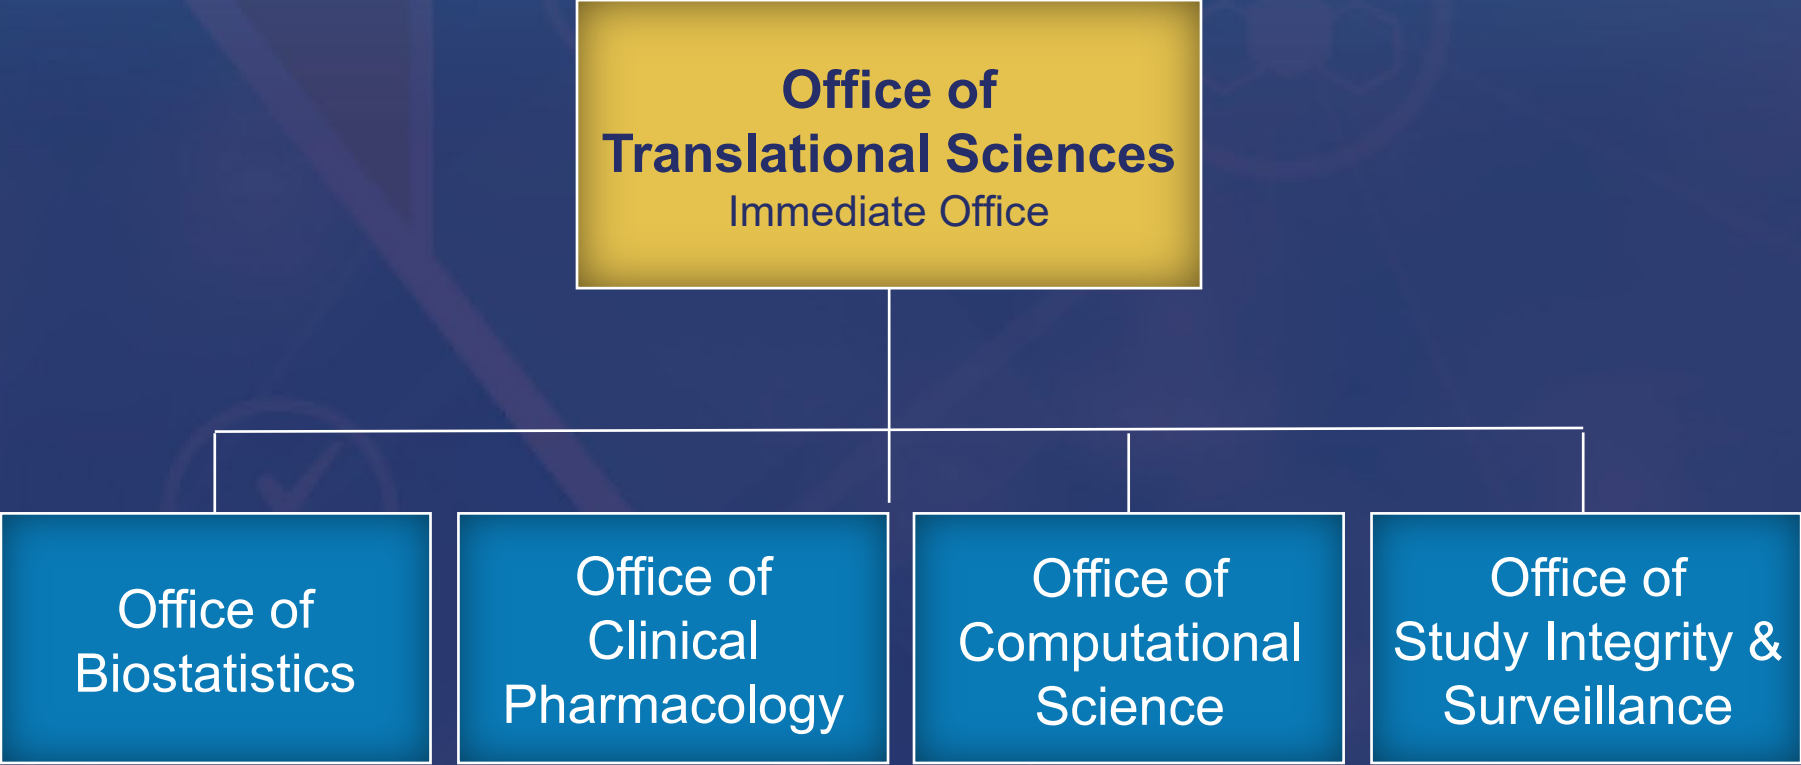 Office of
Translational Sciences
Immediate Office
Office of
Biostatistics
Office of
Clinical
Pharmacology
Office of
Computational
Science
Office of
Study Integrity &
Surveillance